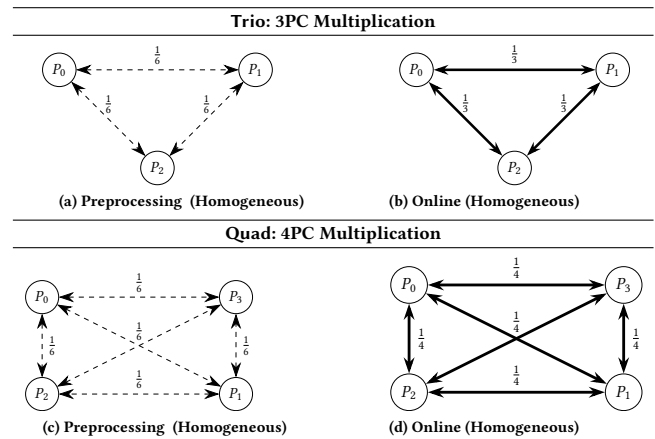 Trio: 3PC Multiplication
P0 1/6 P1
1/6 1/6
P2
(a) Preprocessing (Homogeneous)
P0 1/3 P1
1/3 1/3
P2
(b) Online (Homogeneous)
Quad: 4PC Multiplication
P0 1/6 P3
1/6 1/6 1/6 1/6
P2 1/6 P1
(c) Preprocessing (Homogeneous)
P0 1/4 P3
1/4 1/4 1/4 1/4
P2 1/4 P1
(d) Online (Homogeneous)